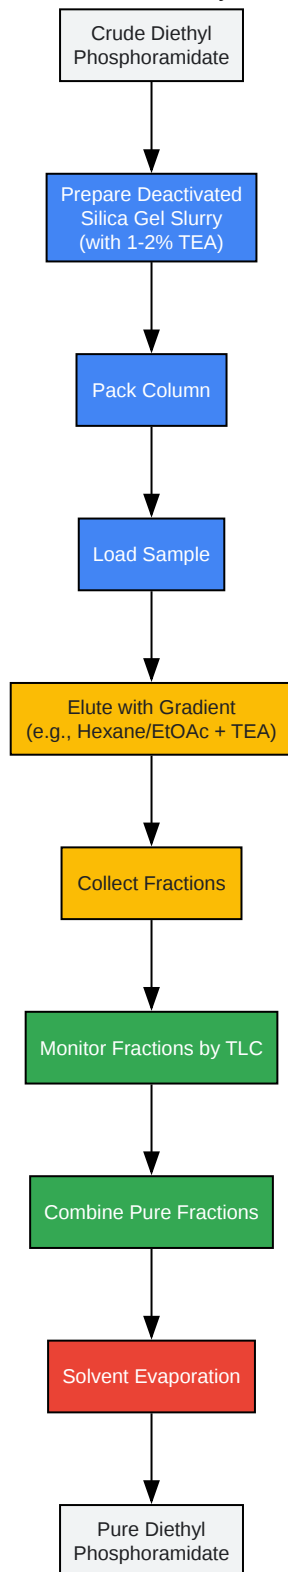 Crude Diethyl
Phosphoramidate
Prepare Deactivated
Silica Gel Slurry
(with 1-2% TEA)
Pack Column
Load Sample
Elute with Gradient
(e.g., Hexane/EtOAc + TEA)
Collect Fractions
Monitor Fractions by TLC
Combine Pure Fractions
Solvent Evaporation
Pure Diethyl
Phosphoramidate